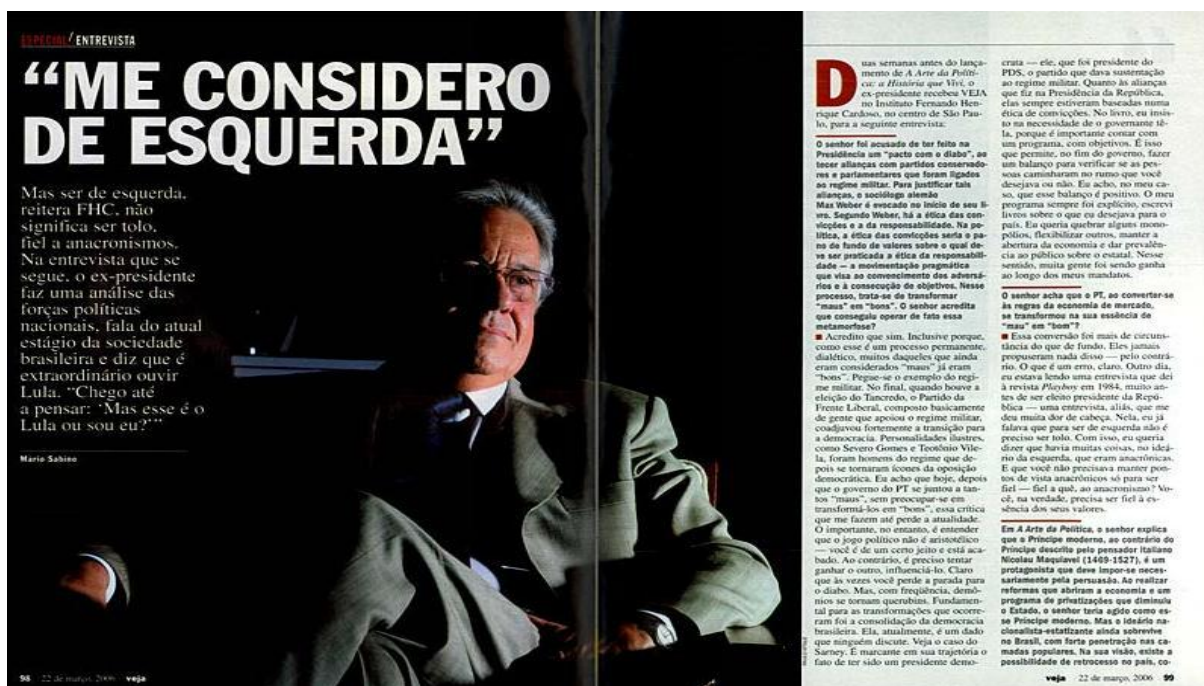 ESPECIAL / ENTREVISTA
“ME CONSIDERO
DE ESQUERDA”
Mas ser de esquerda,
reitera FHC, não
significa ser tolo,
fiel a anacronismos.
Na entrevista que se
segue, o ex-presidente
faz uma análise das
forças políticas
nacionais, fala do atual
estágio da sociedade
brasileira e diz que é
extraordinário ouvir
Lula. “Chego até
a pensar: ‘Mas esse é o
Lula ou sou eu?’”
Mario Sabino
98 22 de março, 2006 veja
Duas semanas antes do lança-
mento de A Arte da Políti-
ca: a História que Vivi, o
ex-presidente recebeu VEJA
no Instituto Fernando Hen-
rique Cardoso, no centro de São Pau-
lo, para a seguinte entrevista:
O senhor foi acusado de ter feito na
Presidência um “pacto com o diabo”, ao
tecer alianças com partidos conservado-
res e parlamentares que foram ligados
ao regime militar. Para justificar tais
alianças, o sociólogo alemão
Max Weber é evocado no início de seu li-
vro. Segundo Weber, há a ética das con-
vicções e a da responsabilidade. Na po-
lítica, a ética das convicções seria o pa-
no de fundo de valores sobre o qual de-
ve ser praticada a ética da responsabili-
dade — a movimentação pragmática
que visa ao convencimento dos adversá-
rios e à consecução de objetivos. Nesse
processo, trata-se de transformar
“maus” em “bons”. O senhor acredita
que conseguiu operar de fato essa
metamorfose?
Acredito que sim. Inclusive porque,
como esse é um processo permanente,
dialético, muitos daqueles que ainda
eram considerados “maus” já eram
“bons”. Pegue-se o exemplo do regi-
me militar. No final, quando houve a
eleição do Tancredo, o Partido da
Frente Liberal, composto basicamente
de gente que apoiou o regime militar,
coadjuvou fortemente a transição para
a democracia. Personalidades ilustres,
como Severo Gomes e Teotônio Vile-
la, foram homens do regime que de-
pois se tornaram ícones da oposição
democrática. Eu acho que hoje, depois
que o governo do PT se juntou a tan-
tos “maus”, sem preocupar-se em
transformá-los em “bons”, essa crítica
que me fazem até perde a atualidade.
O importante, no entanto, é entender
que o jogo político não é aristotélico
— você é de um certo jeito e está aca-
bado. Ao contrário, é preciso tentar
ganhar o outro, influenciá-lo. Claro
que às vezes você perde a parada para
o diabo. Mas, com freqüência, demô-
nios se tornam querubins. Fundamen-
tal para as transformações que ocorre-
ram foi a consolidação da democracia
brasileira. Ela, atualmente, é um dado
que ninguém discute. Veja o caso do
Sarney. É marcante em sua trajetória o
fato de ter sido um presidente demo-
crata — ele, que foi presidente do
PDS, o partido que dava sustentação
ao regime militar. Quanto às alianças
que fiz na Presidência da República,
elas sempre estiveram baseadas numa
ética de convicções. No livro, eu insis-
to na necessidade de o governante tê-
la, porque é importante contar com
um programa, com objetivos. É isso
que permite, no fim do governo, fazer
um balanço para verificar se as pes-
soas caminharam no rumo que você
desejava ou não. Eu acho, no meu ca-
so, que esse balanço é positivo. O meu
programa sempre foi explícito, escrevi
livros sobre o que eu desejava para o
país. Eu queria quebrar alguns mono-
pólios, flexibilizar outros, manter a
abertura da economia e dar prevalên-
cia ao público sobre o estatal. Nesse
sentido, muita gente foi sendo ganha
ao longo dos meus mandatos.
O senhor acha que o PT, ao converter-se
às regras da economia de mercado,
se transformou na sua essência de
“mau” em “bom”?
Essa conversão foi mais de circuns-
tância do que de fundo. Eles jamais
propuseram nada disso — pelo contrá-
rio. O que é um erro, claro. Outro dia,
eu estava lendo uma entrevista que dei
à revista Playboy em 1984, muito an-
tes de ser eleito presidente da Repú-
blica — uma entrevista, aliás, que me
deu muita dor de cabeça. Nela, eu já
falava que para ser de esquerda não é
preciso ser tolo. Com isso, eu queria
dizer que havia muitas coisas, no ideá-
rio da esquerda, que eram anacrônicas.
E que você não precisava manter pon-
tos de vista anacrônicos só para ser
fiel — fiel a quê, ao anacronismo? Vo-
cê, na verdade, precisa ser fiel à es-
sência dos seus valores.
Em A Arte da Política, o senhor explica
que o Príncipe moderno, ao contrário do
Príncipe descrito pelo pensador italiano
Nicolau Maquiavel (1469-1527), é um
protagonista que deve impor-se neces-
sariamente pela persuasão. Ao realizar
reformas que abriram a economia e um
programa de privatizações que diminuiu
o Estado, o senhor teria agido como es-
se Príncipe moderno. Mas o ideário na-
cionalista-estatizante ainda sobrevive
no Brasil, com forte penetração nas ca-
madas populares. Na sua visão, existe a
possibilidade de retrocesso no país, co-
veja 22 de março, 2006 99